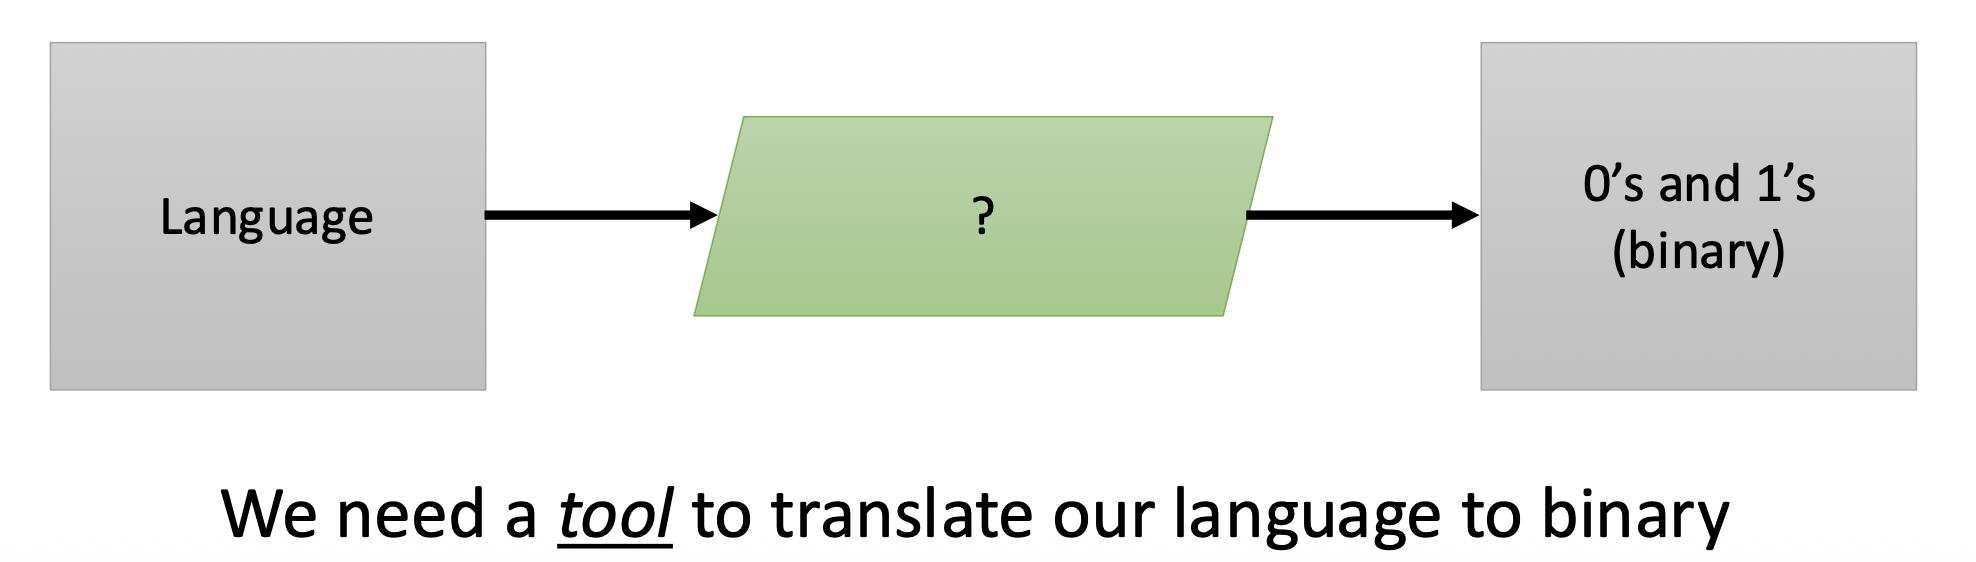 Language
?
0’s and 1’s
(binary)
We need a tool to translate our language to binary